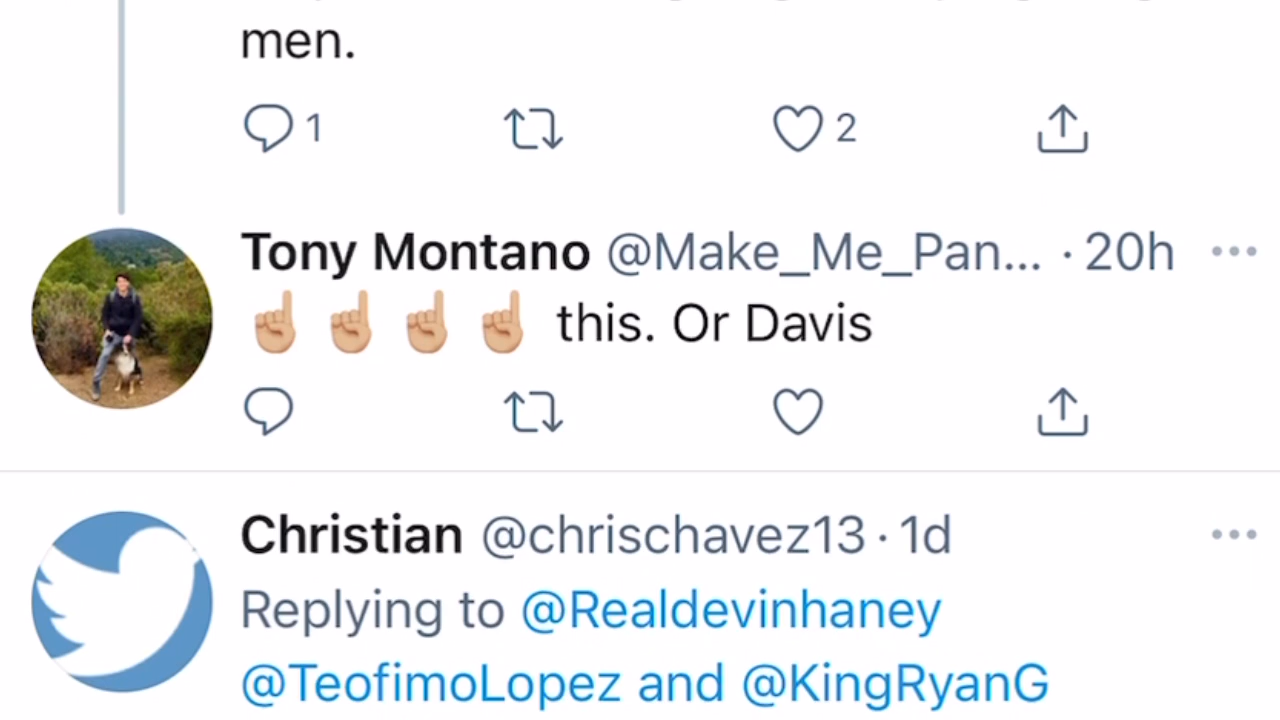 men.
1 2
Tony Montano @Make_Me_Pan... · 20h
☝🏼 ☝🏼 ☝🏼 ☝🏼 this. Or Davis
Christian @chrischavez13 · 1d
Replying to @Realdevinhaney
@TeofimoLopez and @KingRyanG